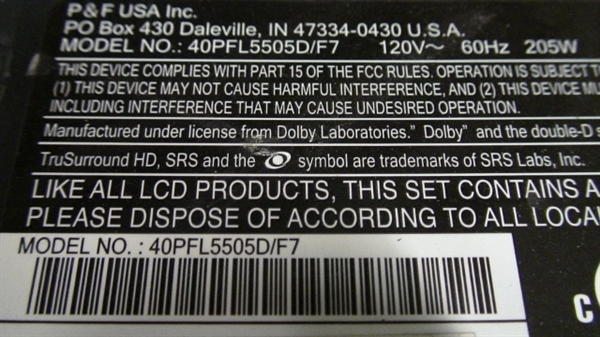 P&F USA Inc.
PO Box 430 Daleville, IN 47334-0430 U.S.A.
MODEL NO.: 40PFL5505D/F7 120V~ 60Hz 205W
THIS DEVICE COMPLIES WITH PART 15 OF THE FCC RULES. OPERATION IS SUBJECT
(1) THIS DEVICE MAY NOT CAUSE HARMFUL INTERFERENCE, AND (2) THIS DEVICE
INCLUDING INTERFERENCE THAT MAY CAUSE UNDESIRED OPERATION.
Manufactured under license from Dolby Laboratories." Dolby" and the double-D
TruSurround HD, SRS and the symbol are trademarks of SRS Labs, Inc.
LIKE ALL LCD PRODUCTS, THIS SET CONTAINS
PLEASE DISPOSE OF ACCORDING TO ALL
MODEL NO. : 40PFL5505D/F7